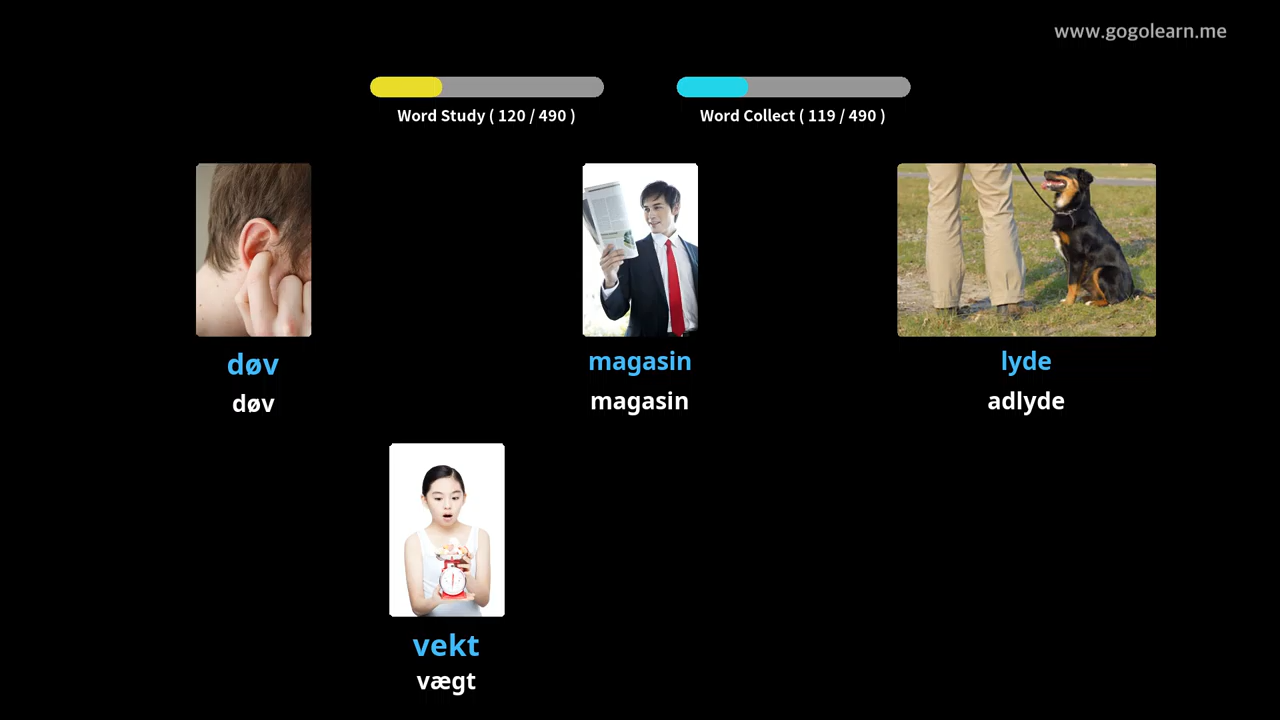 www.gogolearn.me
Word Study ( 120 / 490 )
Word Collect ( 119 / 490 )
døv
døv
magasin
magasin
lyde
adlyde
vekt
vægt